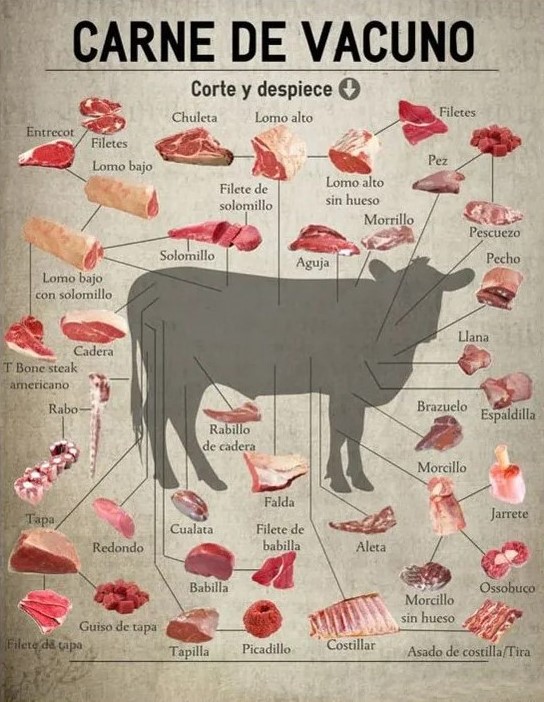 CARNE DE VACUNO
Corte y despiece
Entrecot
Filetes
Chuleta
Lomo alto
Filetes
Lomo bajo
Filete de
solomillo
Lomo alto
sin hueso
Pez
Morrillo
Pescuezo
Solomillo
Aguja
Pecho
Lomo bajo
con solomillo
Cadera
Llana
T Bone steak
americano
Rabo
Rabillo
de cadera
Brazuelo
Espaldilla
Morcillo
Tapa
Redondo
Cualata
Falda
Filete de
babilla
Aleta
Jarrete
Babilla
Morcillo
sin hueso
Ossobuco
Filete de tapa
Guiso de tapa
Tapilla
Picadillo
Costillar
Asado de costilla/Tira